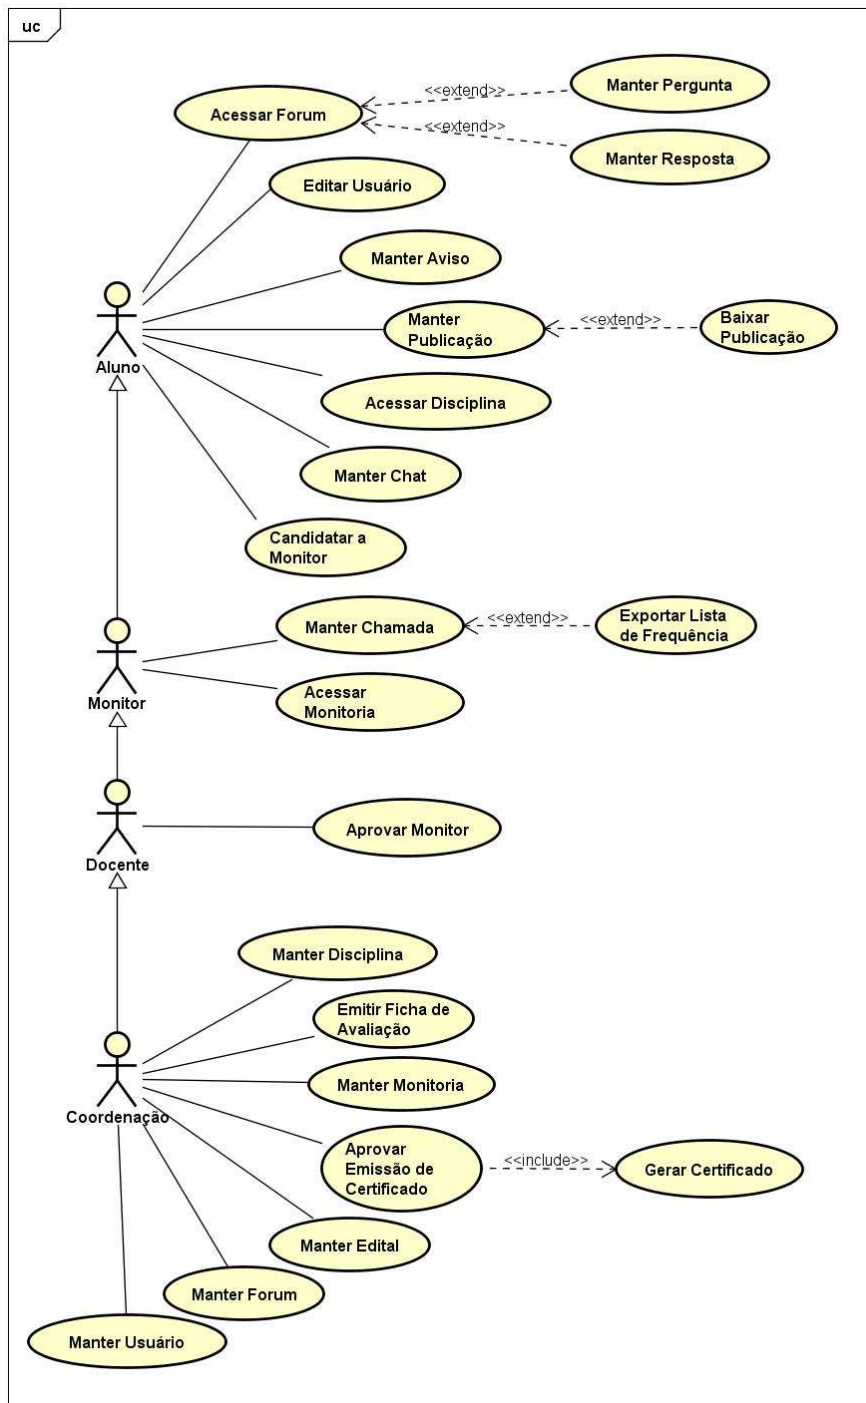 uc
<<extend>>
Manter Pergunta
Acessar Forum
<<extend>>
Manter Resposta
Editar Usuário
Manter Aviso
Manter
Publicação
<<extend>>
Baixar
Publicação
Aluno
Acessar Disciplina
Manter Chat
Candidatar a
Monitor
Manter Chamada
<<extend>>
Exportar Lista
de Frequência
Monitor
Acessar
Monitoria
Aprovar Monitor
Docente
Manter Disciplina
Emitir Ficha de
Avaliação
Manter Monitoria
Coordenação
Aprovar
Emissão de
Certificado
<<include>>
Gerar Certificado
Manter Edital
Manter Forum
Manter Usuário